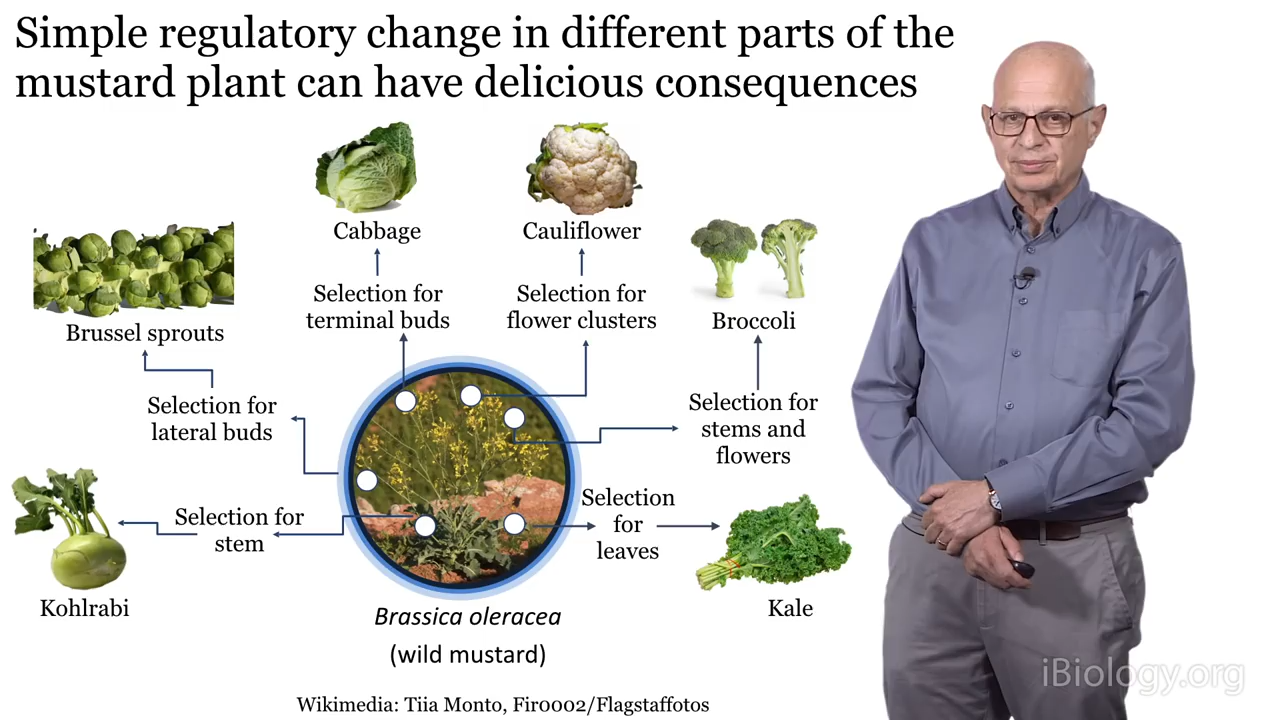 Simple regulatory change in different parts of the
mustard plant can have delicious consequences
Cabbage
Cauliflower
Selection for
terminal buds
Selection for
flower clusters
Broccoli
Brussel sprouts
Selection for
lateral buds
Selection for
stems and
flowers
Selection for
stem
Selection
for
leaves
Kohlrabi
Kale
Brassica oleracea
(wild mustard)
Wikimedia: Tiia Monto, Fir0002/Flagstaffotos
iBiology.org